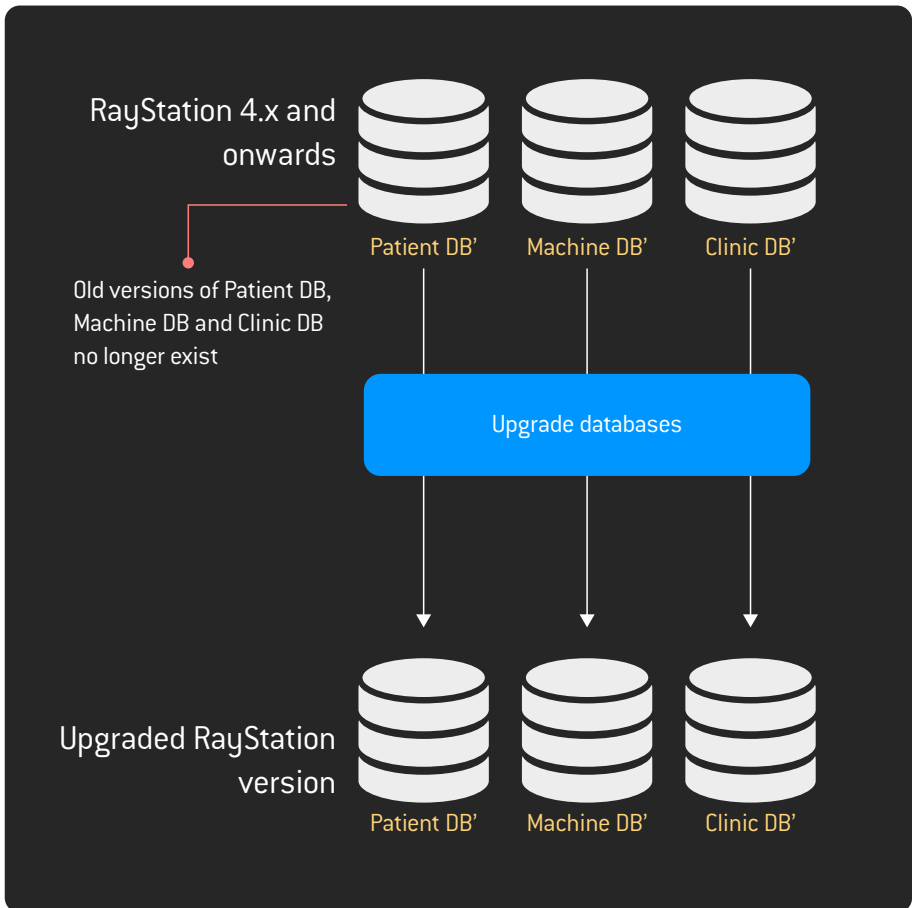 RayStation 4.x and
onwards
Patient DB’
Machine DB’
Clinic DB’
Old versions of Patient DB,
Machine DB and Clinic DB
no longer exist
Upgrade databases
Upgraded RayStation
version
Patient DB’
Machine DB’
Clinic DB’